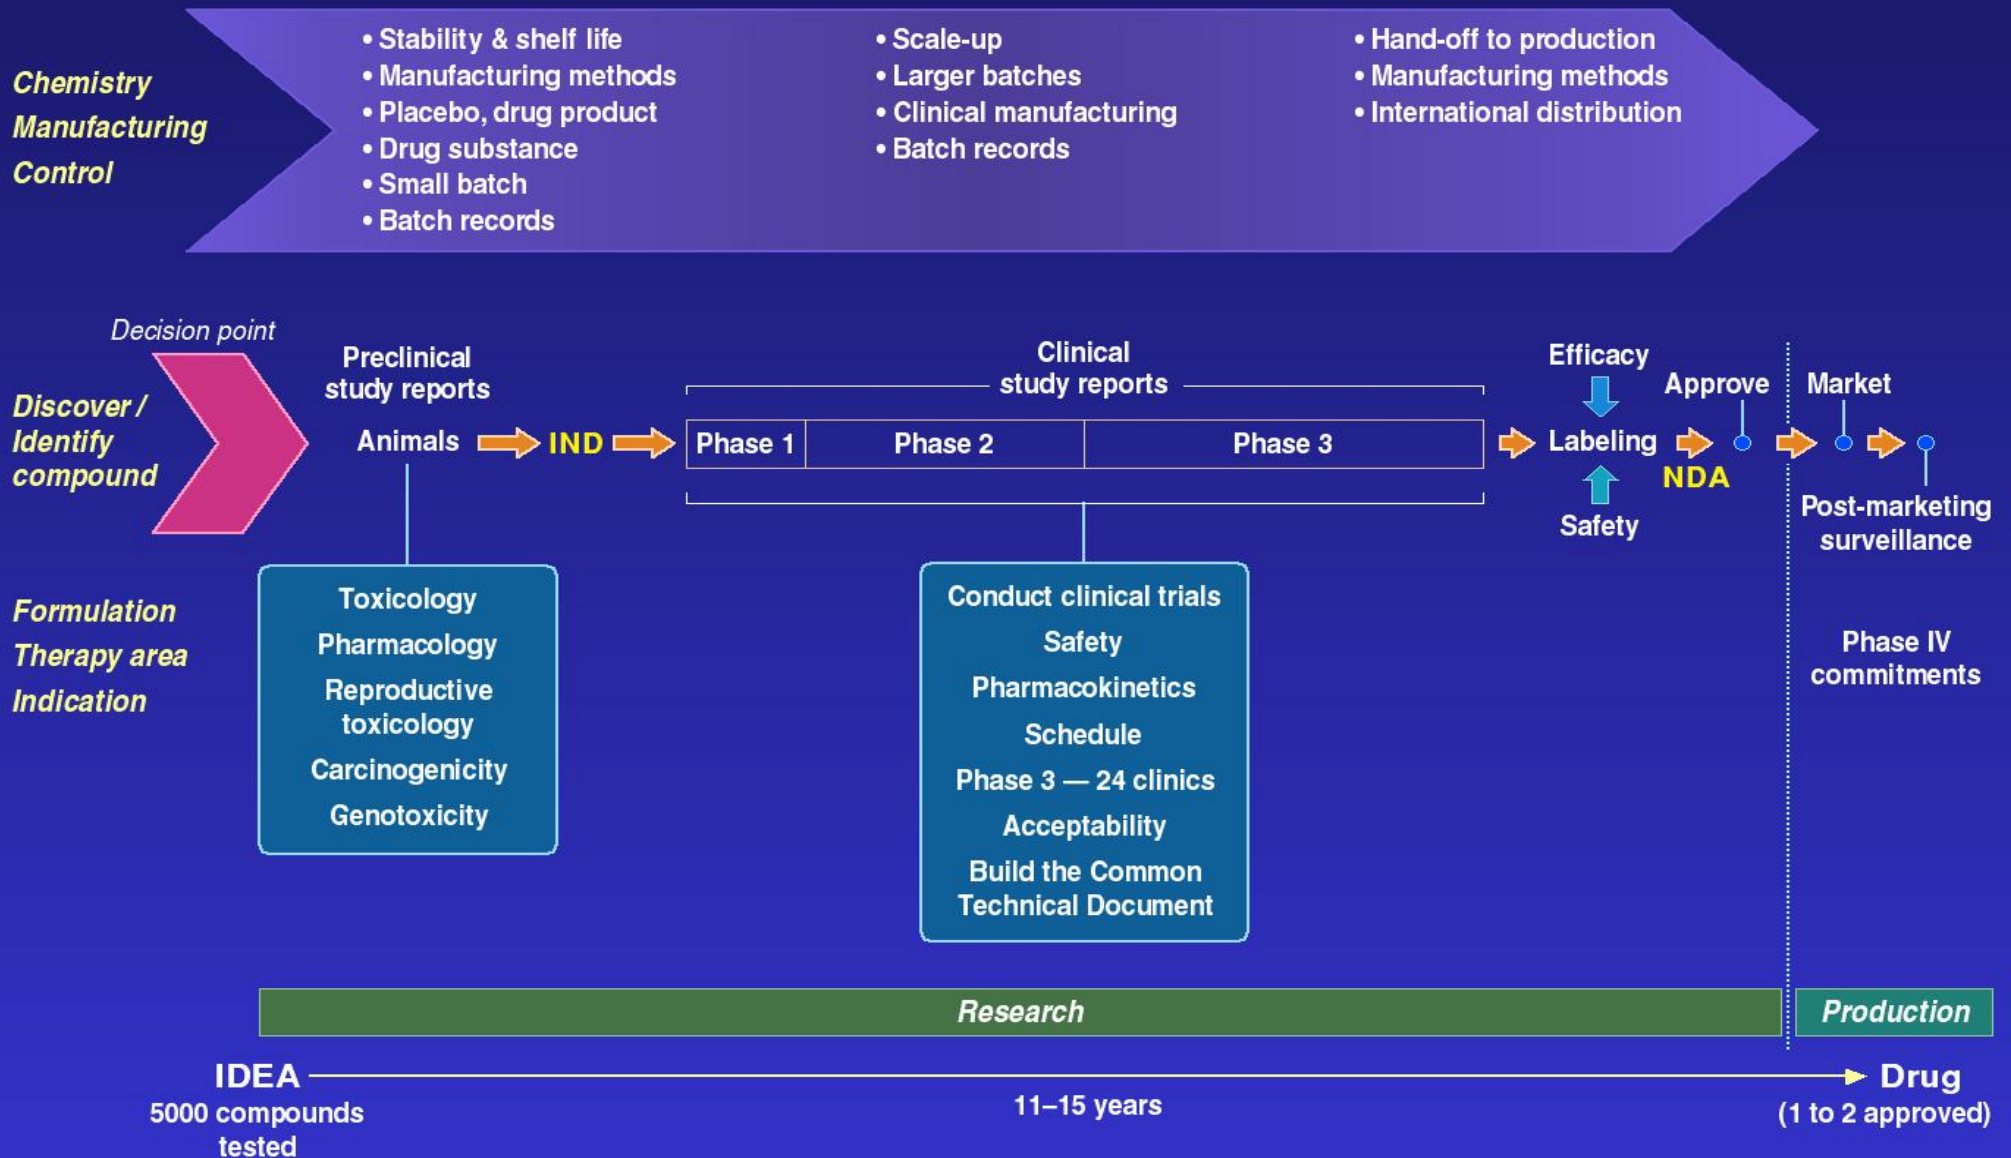 Chemistry
Manufacturing
Control
• Stability & shelf life
• Manufacturing methods
• Placebo, drug product
• Drug substance
• Small batch
• Batch records
• Scale-up
• Larger batches
• Clinical manufacturing
• Batch records
• Hand-off to production
• Manufacturing methods
• International distribution
Decision point
Discover /
Identify
compound
Preclinical
study reports
Animals
IND
Clinical
study reports
Phase 1
Phase 2
Phase 3
Efficacy
Labeling
Safety
NDA
Approve
Market
Post-marketing
surveillance
Phase IV
commitments
Formulation
Therapy area
Indication
Toxicology
Pharmacology
Reproductive
toxicology
Carcinogenicity
Genotoxicity
Conduct clinical trials
Safety
Pharmacokinetics
Schedule
Phase 3 — 24 clinics
Acceptability
Build the Common
Technical Document
Research
Production
IDEA
5000 compounds
tested
11–15 years
Drug
(1 to 2 approved)